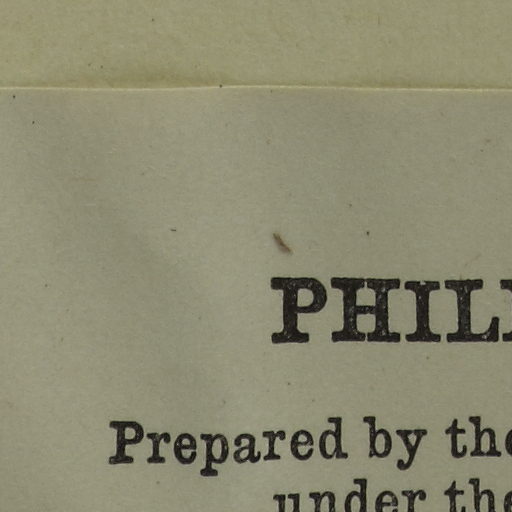 PHIL
Prepared by the
under the